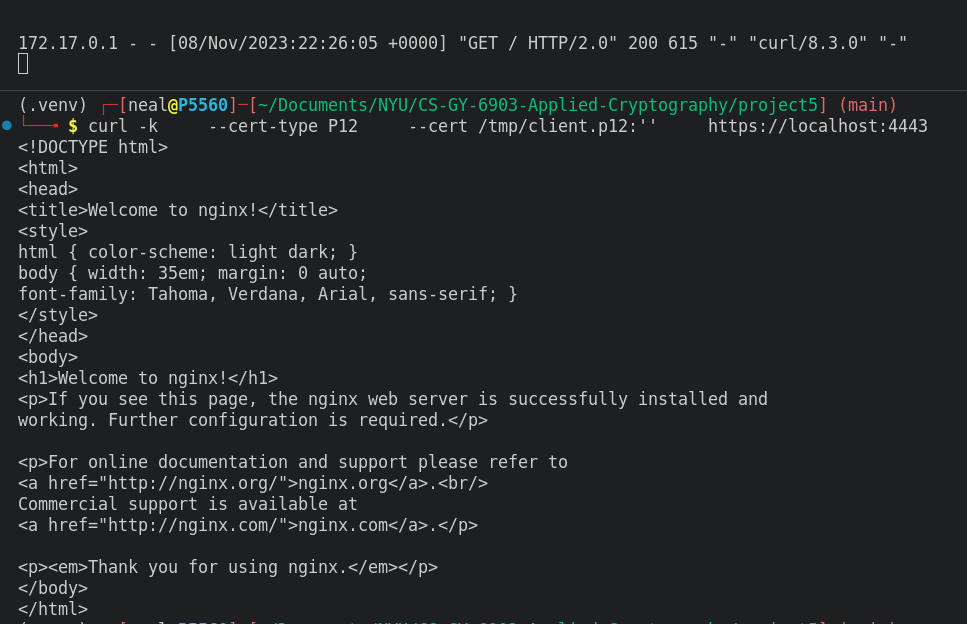 172.17.0.1 - - [08/Nov/2023:22:26:05 +0000] "GET / HTTP/2.0" 200 615 "-" "curl/8.3.0" "-"
(.venv) ┌─[neal@P5560]─[~/Documents/NYU/CS-GY-6903-Applied-Cryptography/project5] (main)
└──╼ $ curl -k     --cert-type P12     --cert /tmp/client.p12:''     https://localhost:4443
<!DOCTYPE html>
<html>
<head>
<title>Welcome to nginx!</title>
<style>
html { color-scheme: light dark; }
body { width: 35em; margin: 0 auto;
font-family: Tahoma, Verdana, Arial, sans-serif; }
</style>
</head>
<body>
<h1>Welcome to nginx!</h1>
<p>If you see this page, the nginx web server is successfully installed and
working. Further configuration is required.</p>

<p>For online documentation and support please refer to
<a href="http://nginx.org/">nginx.org</a>.<br/>
Commercial support is available at
<a href="http://nginx.com/">nginx.com</a>.</p>

<p><em>Thank you for using nginx.</em></p>
</body>
</html>